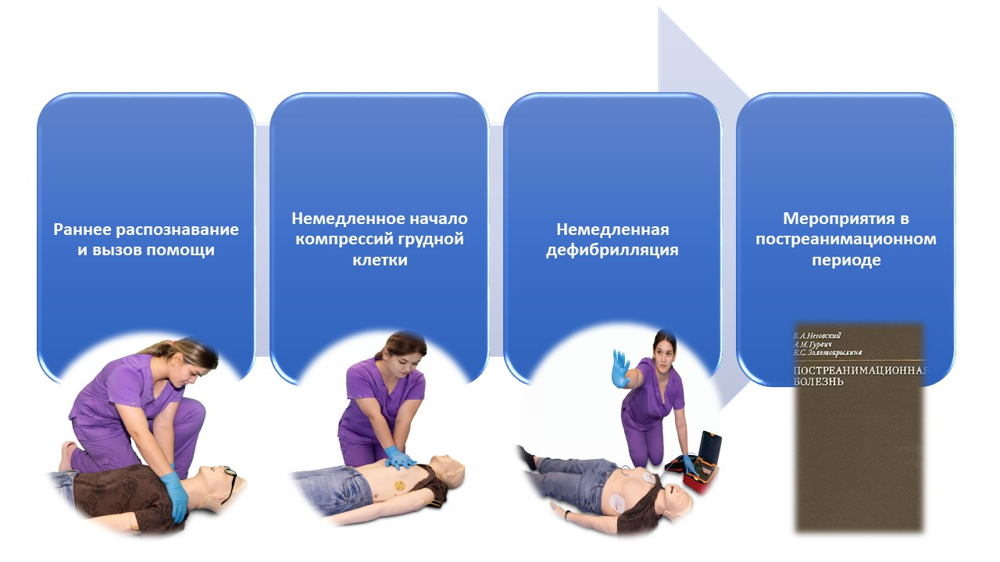 Раннее распознавание
и вызов помощи
Немедленное начало
компрессий грудной
клетки
Немедленная
дефибрилляция
Мероприятия в
постреанимационном
периоде
В.А.Неговский
А.М.Гурвич
Е.С.Золотокрылина
ПОСТРЕАНИМАЦИОННАЯ
БОЛЕЗНЬ